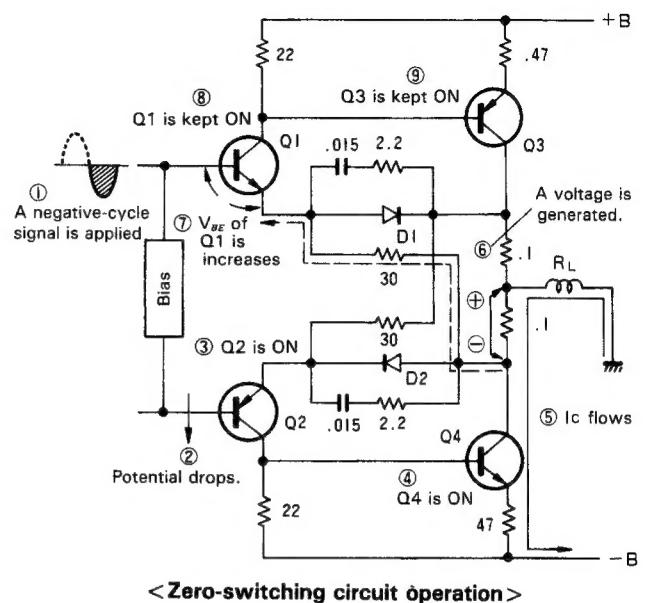 +B
22
.47
⑨
Q3 is kept ON
⑧
Q1 is kept ON
Q1
Q3
.015
2.2
①
A negative-cycle
signal is applied
⑦ VBE of
Q1 is
increases
D1
A voltage is
generated.
⑥
.1
30
RL
Bias
⊕
⊖
.1
30
③ Q2 is ON
D2
Q2
.015
2.2
Q4
⑤ Ic flows
②
Potential drops.
④
Q4 is ON
22
47
-B
<Zero-switching circuit operation>